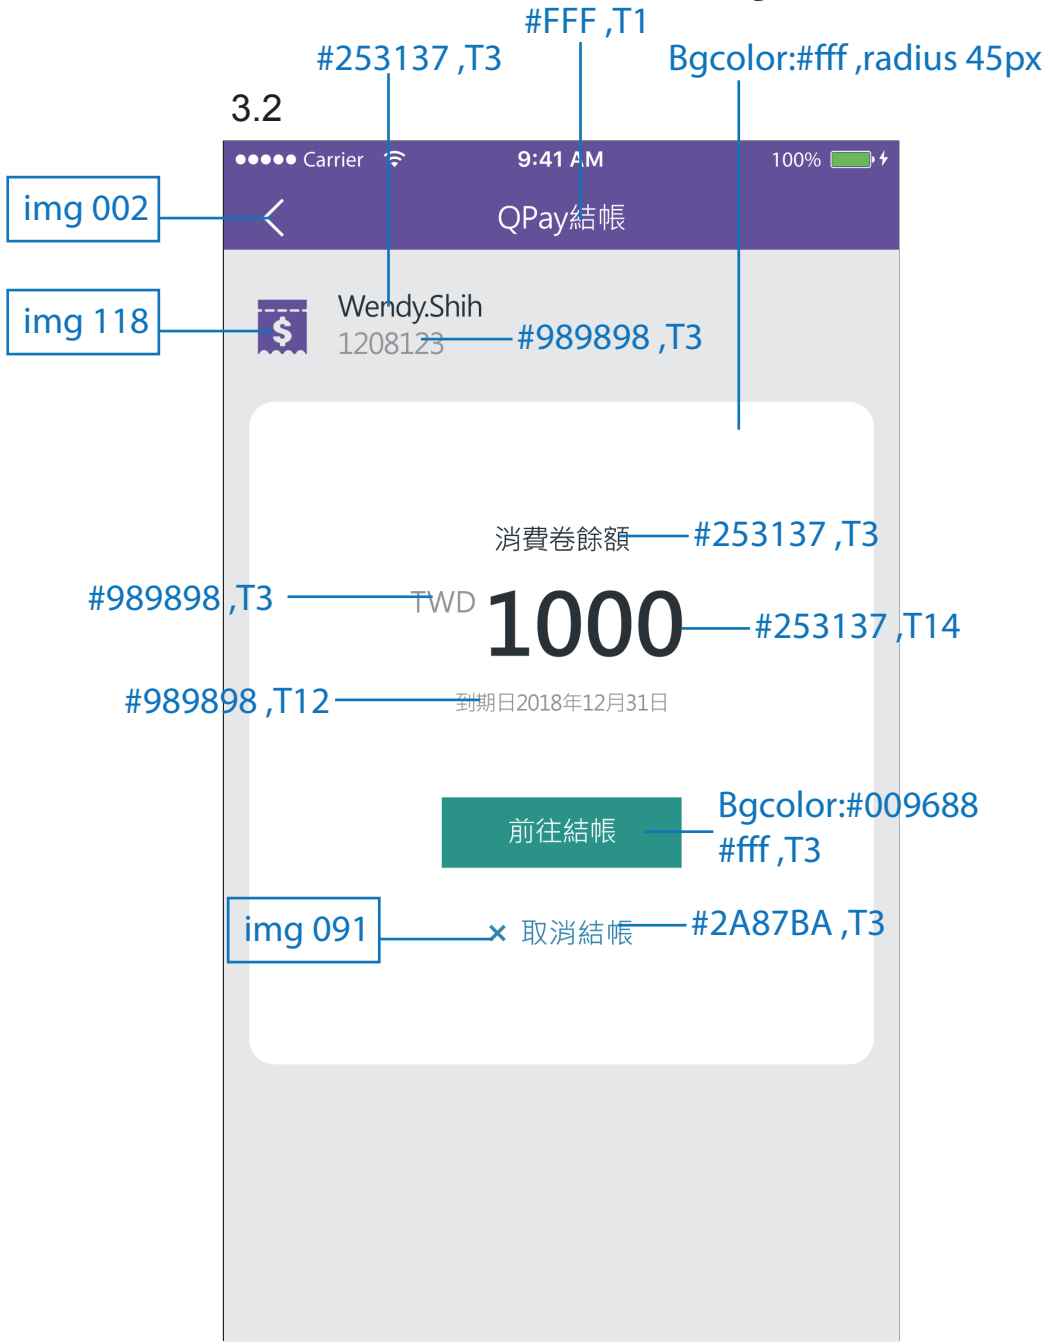 #FFF ,T1
#253137 ,T3
Bgcolor:#fff ,radius 45px
3.2
Carrier 9:41 AM 100%
img 002
QPay結帳
img 118
Wendy.Shih
1208123
#989898 ,T3
消費卷餘額
#253137 ,T3
#989898 ,T3
TWD 1000
#253137 ,T14
#989898 ,T12
到期日2018年12月31日
前往結帳
Bgcolor:#009688
#fff ,T3
img 091
× 取消結帳
#2A87BA ,T3